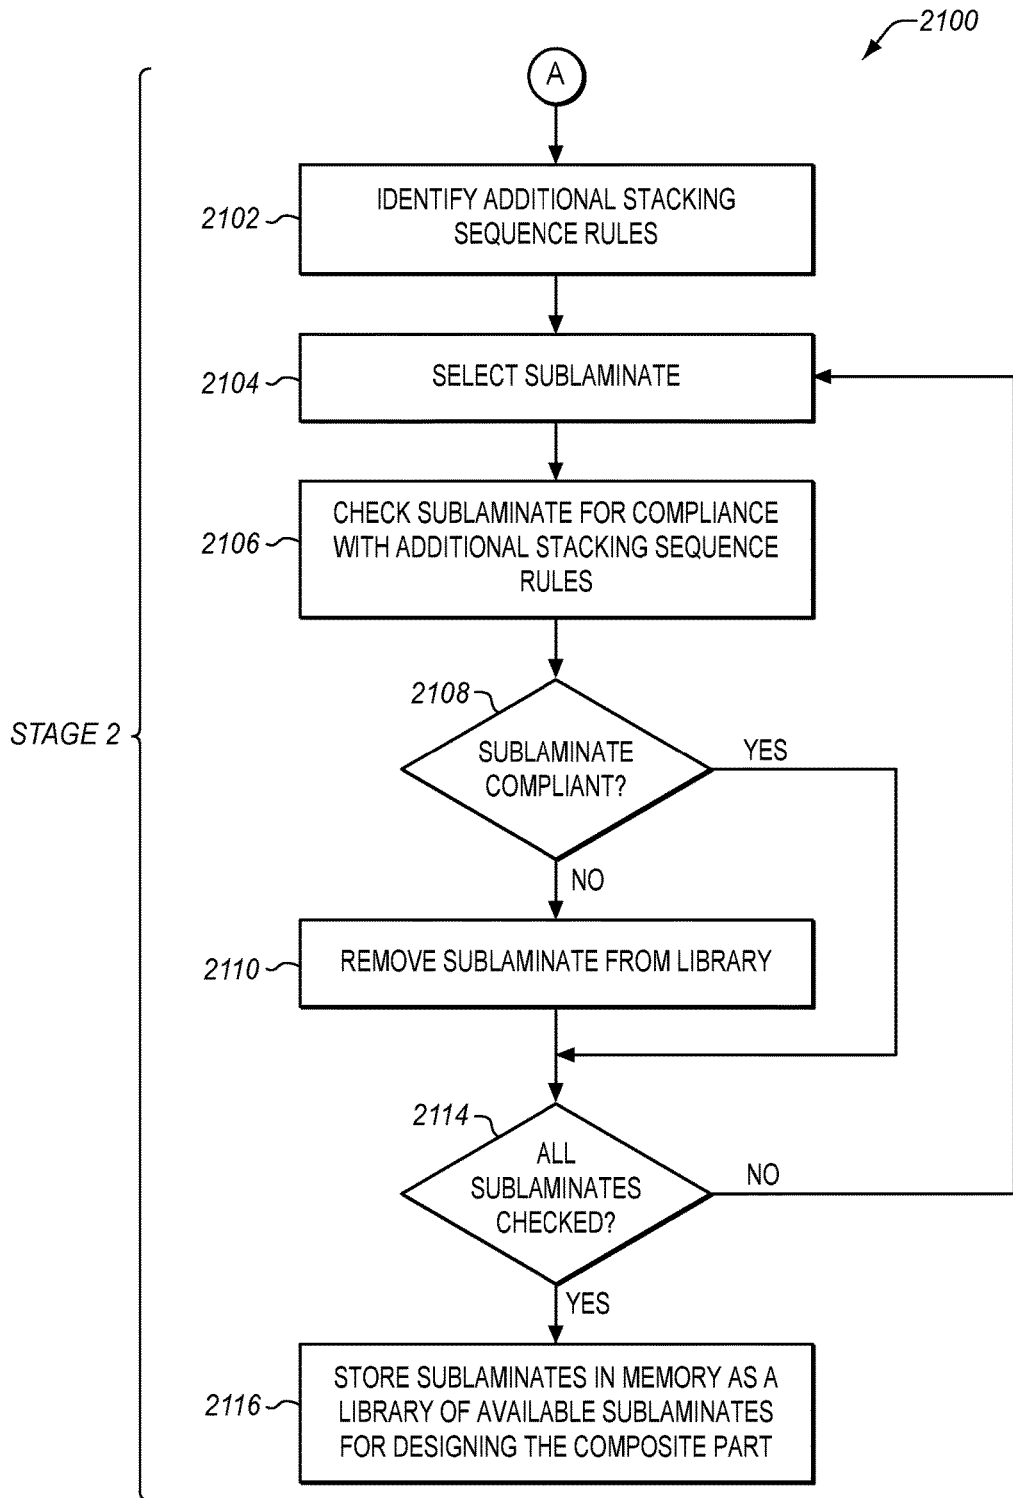 2100
A
2102
IDENTIFY ADDITIONAL STACKING
SEQUENCE RULES
2104
SELECT SUBLAMINATE
2106
CHECK SUBLAMINATE FOR COMPLIANCE
WITH ADDITIONAL STACKING SEQUENCE
RULES
STAGE 2
2108
SUBLAMINATE
COMPLIANT?
YES
NO
2110
REMOVE SUBLAMINATE FROM LIBRARY
2114
ALL
SUBLAMINATES
CHECKED?
NO
YES
2116
STORE SUBLAMINATES IN MEMORY AS A
LIBRARY OF AVAILABLE SUBLAMINATES
FOR DESIGNING THE COMPOSITE PART